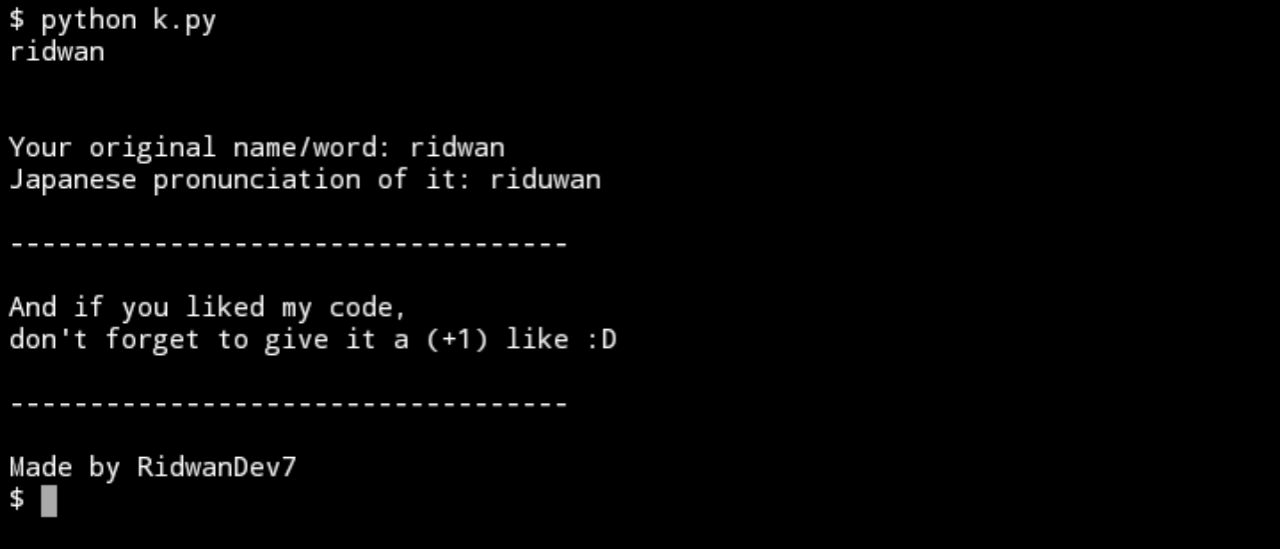 $ python k.py
ridwan
Your original name/word: ridwan
Japanese pronunciation of it: riduwan
-----------------------------------
And if you liked my code,
don't forget to give it a (+1) like :D
-----------------------------------
Made by RidwanDev7
$